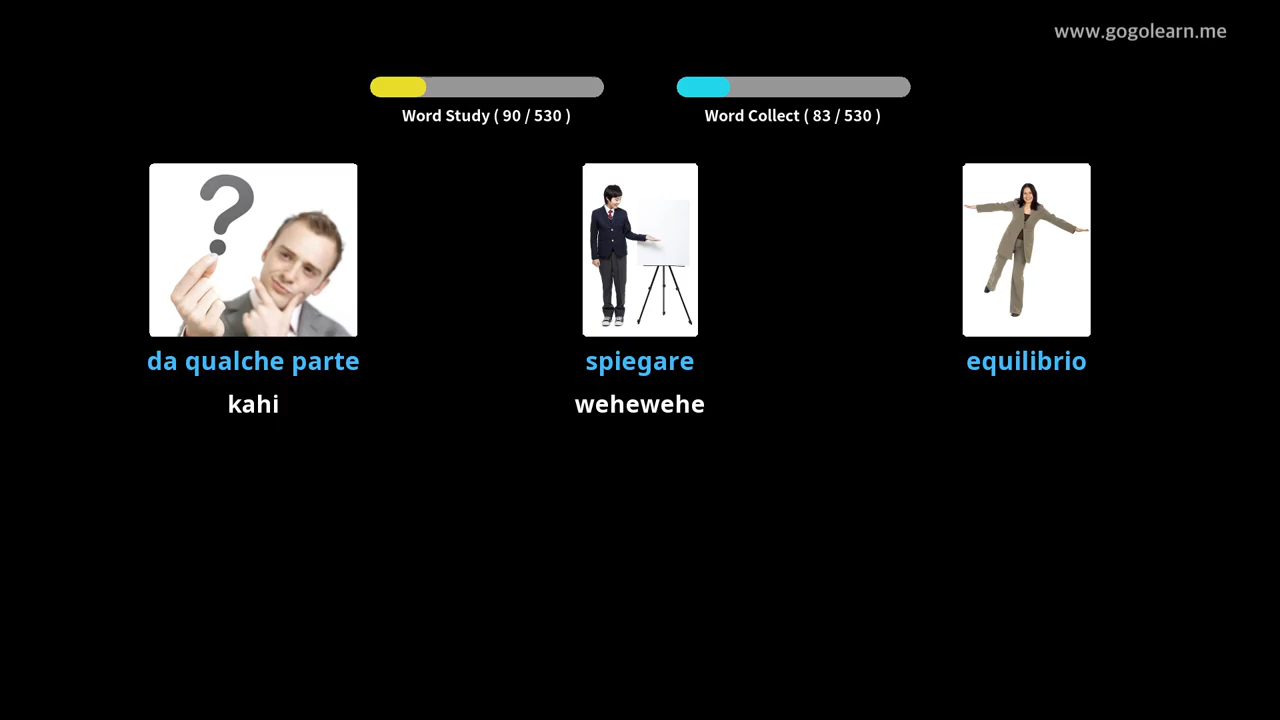 www.gogolearn.me
Word Study ( 90 / 530 )
Word Collect ( 83 / 530 )
?
da qualche parte
kahi
spiegare
wehewehe
equilibrio